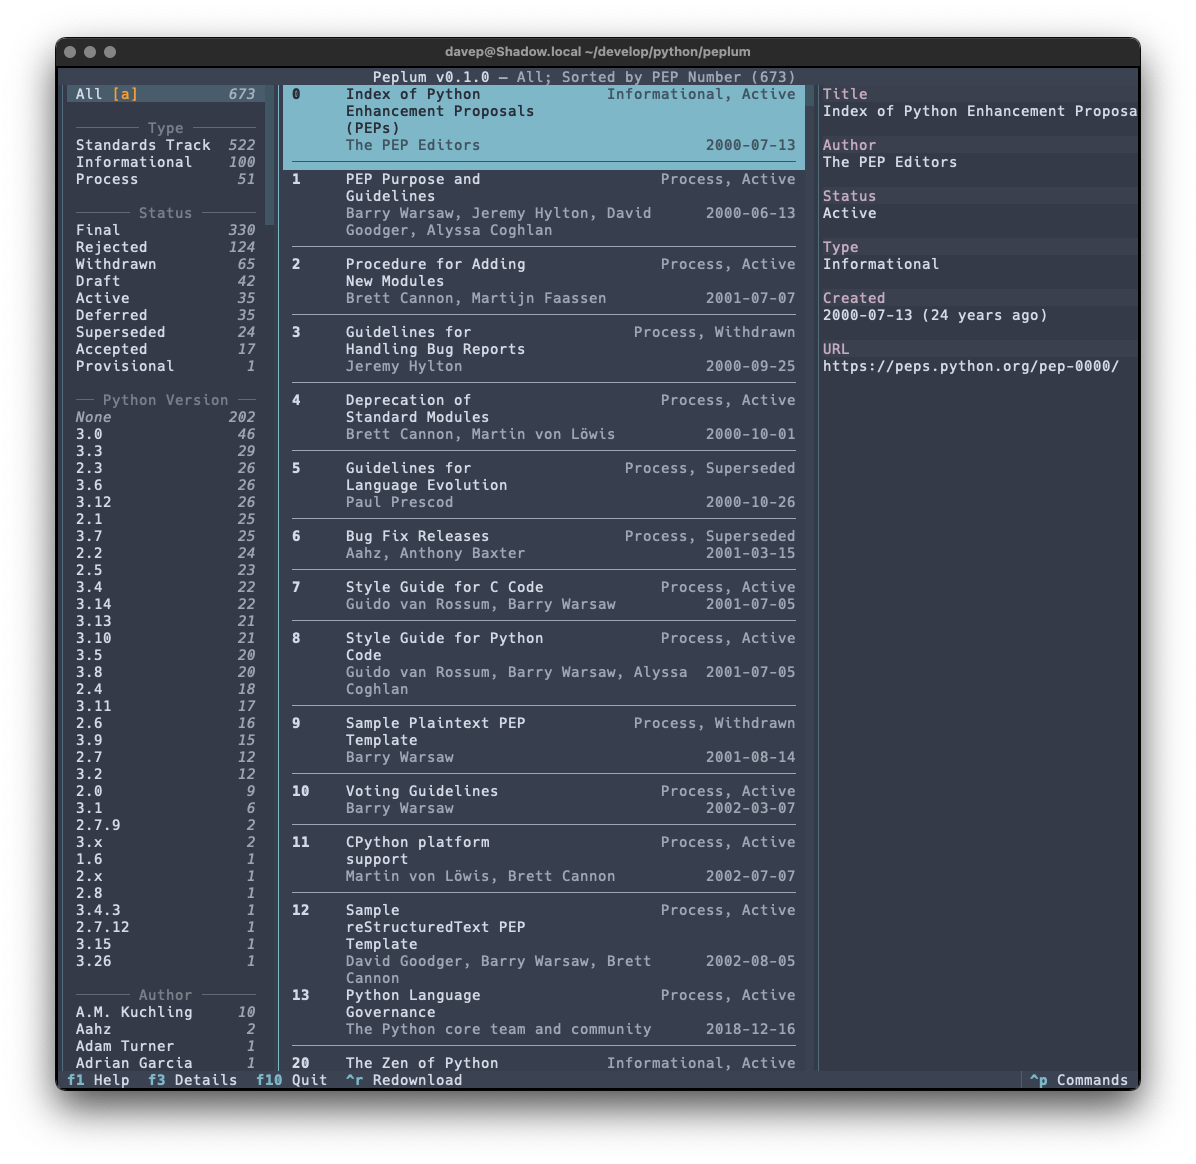 davep@Shadow.local ~/develop/python/peplum
Peplum v0.1.0 — All; Sorted by PEP Number (673)
All [a] 673
Type
Standards Track 522
Informational 100
Process 51
Status
Final 330
Rejected 124
Withdrawn 65
Draft 42
Active 35
Deferred 35
Superseded 24
Accepted 17
Provisional 1
Python Version
None 202
3.0 46
3.3 29
2.3 26
3.6 26
3.12 26
2.1 25
3.7 25
2.2 24
2.5 23
3.4 22
3.14 22
3.13 21
3.10 21
3.5 20
3.8 20
2.4 18
3.11 17
2.6 16
3.9 15
2.7 12
3.2 12
2.0 9
3.1 6
2.7.9 2
3.x 2
1.6 1
2.x 1
2.8 1
3.4.3 1
2.7.12 1
3.15 1
3.26 1
Author
A.M. Kuchling 10
Aahz 2
Adam Turner 1
Adrian Garcia 1
0 Index of Python Informational, Active
Enhancement Proposals
(PEPs)
The PEP Editors 2000-07-13
1 PEP Purpose and Process, Active
Guidelines
Barry Warsaw, Jeremy Hylton, David 2000-06-13
Goodger, Alyssa Coghlan
2 Procedure for Adding Process, Active
New Modules
Brett Cannon, Martijn Faassen 2001-07-07
3 Guidelines for Process, Withdrawn
Handling Bug Reports
Jeremy Hylton 2000-09-25
4 Deprecation of Process, Active
Standard Modules
Brett Cannon, Martin von Löwis 2000-10-01
5 Guidelines for Process, Superseded
Language Evolution
Paul Prescod 2000-10-26
6 Bug Fix Releases Process, Superseded
Aahz, Anthony Baxter 2001-03-15
7 Style Guide for C Code Process, Active
Guido van Rossum, Barry Warsaw 2001-07-05
8 Style Guide for Python Process, Active
Code
Guido van Rossum, Barry Warsaw, Alyssa 2001-07-05
Coghlan
9 Sample Plaintext PEP Process, Withdrawn
Template
Barry Warsaw 2001-08-14
10 Voting Guidelines Process, Active
Barry Warsaw 2002-03-07
11 CPython platform Process, Active
support
Martin von Löwis, Brett Cannon 2002-07-07
12 Sample Process, Active
reStructuredText PEP
Template
David Goodger, Barry Warsaw, Brett 2002-08-05
Cannon
13 Python Language Process, Active
Governance
The Python core team and community 2018-12-16
20 The Zen of Python Informational, Active
Title
Index of Python Enhancement Proposa
Author
The PEP Editors
Status
Active
Type
Informational
Created
2000-07-13 (24 years ago)
URL
https://peps.python.org/pep-0000/
f1 Help f3 Details f10 Quit ^r Redownload ^p Commands